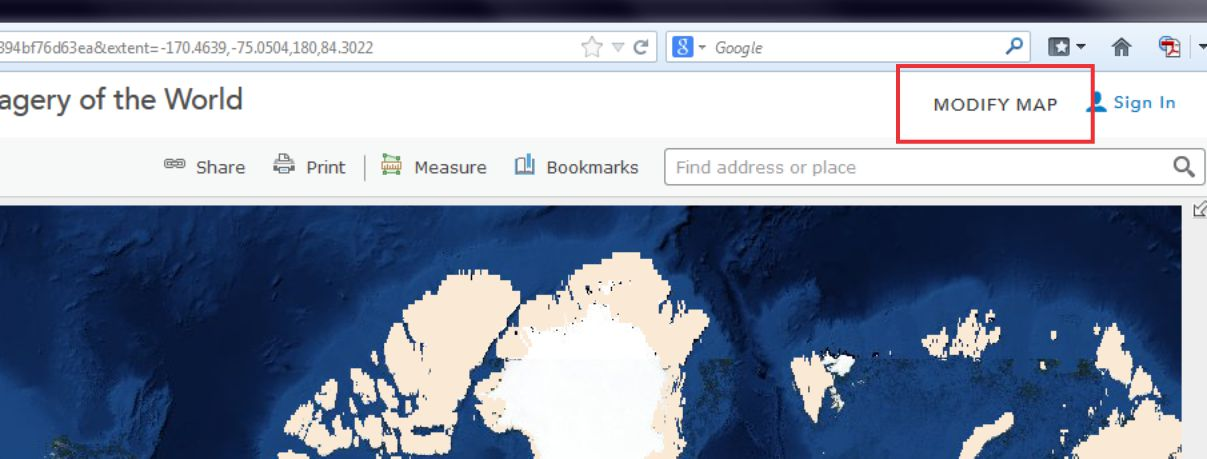 394bf76d63ea&extent=-170.4639,-75.0504,180,84.3022
8 Google
agery of the World
MODIFY MAP
Sign In
Share Print Measure Bookmarks Find address or place